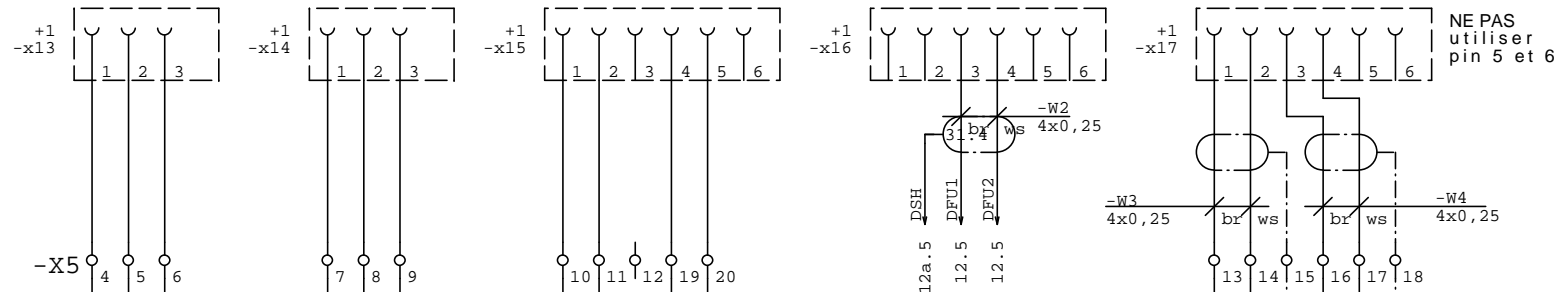 +1
-x13
+1
-x14
+1
-x15
+1
-x16
+1
-x17
NE PAS
utiliser
pin 5 et 6
1 2 3
1 2 3
1 2 3 4 5 6
1 2 3 4 5 6
1 2 3 4 5 6
-W2
4x0,25
31.4
br ws
DSH
DFU1
DFU2
-W3
4x0,25
br ws
br ws
-W4
4x0,25
12a.5
12.5
12.5
-X5
4 5 6
7 8 9
10 11 12 19 20
13 14 15 16 17 18